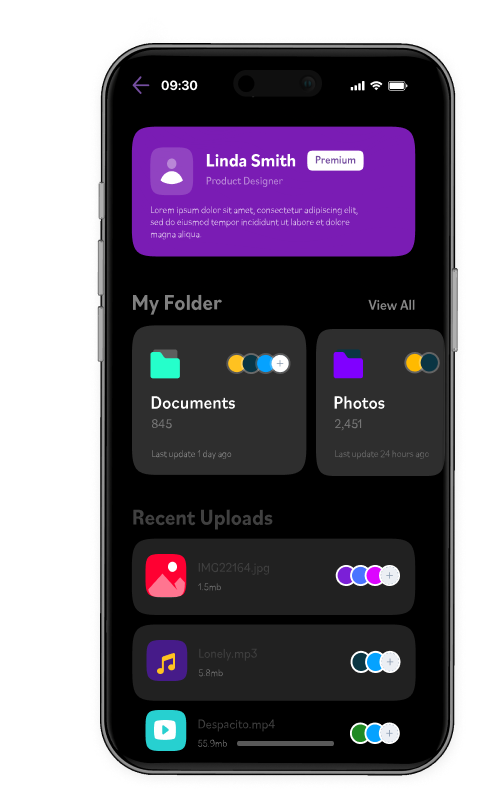 09:30
Linda Smith Premium
Product Designer
Lorem ipsum dolor sit amet, consectetur adipiscing elit,
sed do eiusmod tempor incididunt ut labore et dolore
magna aliqua.
My Folder View All
Documents
845
Last update 1 day ago
Photos
2,451
Last update 24 hours ago
Recent Uploads
IMG22164.jpg
1.5mb
Lonely.mp3
5.8mb
Despacito.mp4
55.9mb